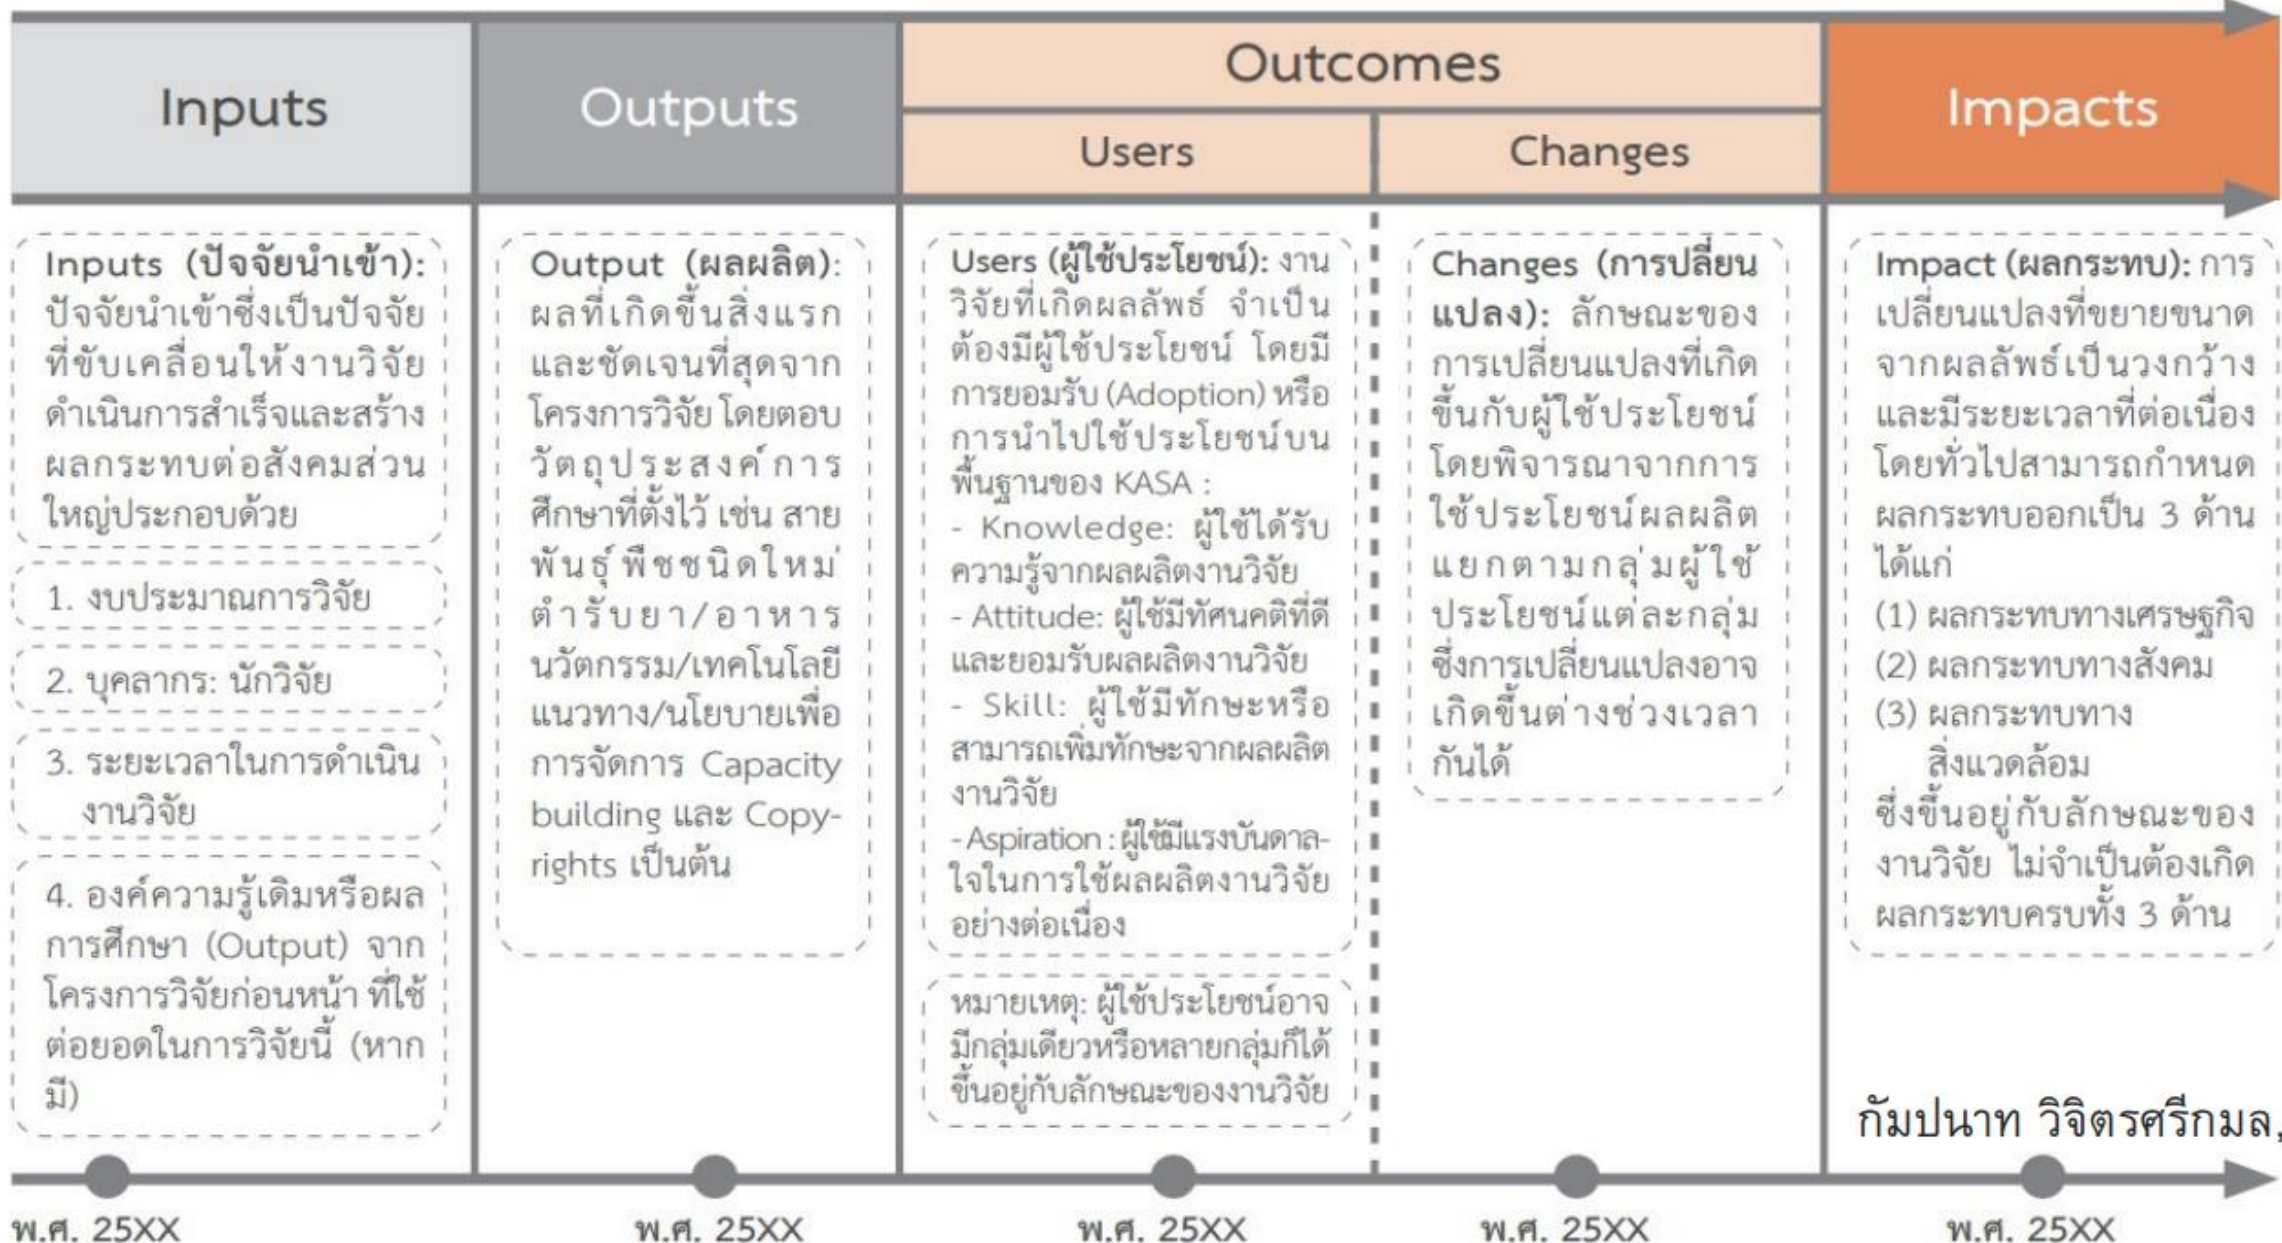 Inputs
Outputs
Outcomes
Users
Changes
Impacts
Inputs (ปัจจัยนำเข้า):
ปัจจัยนำเข้าซึ่งเป็นปัจจัย
ที่ขับเคลื่อนให้งานวิจัย
ดำเนินการสำเร็จและสร้าง
ผลกระทบต่อสังคมส่วน
ใหญ่ประกอบด้วย
1. งบประมาณการวิจัย
2. บุคลากร: นักวิจัย
3. ระยะเวลาในการดำเนิน
งานวิจัย
4. องค์ความรู้เดิมหรือผล
การศึกษา (Output) จาก
โครงการวิจัยก่อนหน้า ที่ใช้
ต่อยอดในการวิจัยนี้ (หาก
มี)
Output (ผลผลิต):
ผลที่เกิดขึ้นสิ่งแรก
และชัดเจนที่สุดจาก
โครงการวิจัย โดยตอบ
วัตถุประสงค์การ
ศึกษาที่ตั้งไว้ เช่น สาย
พันธุ์พืชชนิดใหม่
ตำรับยา/อาหาร
นวัตกรรม/เทคโนโลยี
แนวทาง/นโยบายเพื่อ
การจัดการ Capacity
building และ Copy-
rights เป็นต้น
Users (ผู้ใช้ประโยชน์): งาน
วิจัยที่เกิดผลลัพธ์ จำเป็น
ต้องมีผู้ใช้ประโยชน์ โดยมี
การยอมรับ (Adoption) หรือ
การนำไปใช้ประโยชน์บน
พื้นฐานของ KASA :
- Knowledge: ผู้ใช้ได้รับ
ความรู้จากผลผลิตงานวิจัย
- Attitude: ผู้ใช้มีทัศนคติที่ดี
และยอมรับผลผลิตงานวิจัย
- Skill: ผู้ใช้มีทักษะหรือ
สามารถเพิ่มทักษะจากผลผลิต
งานวิจัย
- Aspiration : ผู้ใช้มีแรงบันดาล-
ใจในการใช้ผลผลิตงานวิจัย
อย่างต่อเนื่อง
หมายเหตุ: ผู้ใช้ประโยชน์อาจ
มีกลุ่มเดียวหรือหลายกลุ่มก็ได้
ขึ้นอยู่กับลักษณะของงานวิจัย
Changes (การปลี่ยน
แปลง): ลักษณะของ
การเปลี่ยนแปลงที่เกิด
ขึ้นกับผู้ใช้ประโยชน์
โดยพิจารณาจากการ
ใช้ประโยชน์ผลผลิต
แยกตามกลุ่มผู้ใช้
ประโยชน์แต่ละกลุ่ม
ซึ่งการเปลี่ยนแปลงอาจ
เกิดขึ้นต่างช่วงเวลา
กันได้
Impact (ผลกระทบ): การ
เปลี่ยนแปลงที่ขยายขนาด
จากผลลัพธ์เป็นวงกว้าง
และมีระยะเวลาที่ต่อเนื่อง
โดยทั่วไปสามารถกำหนด
ผลกระทบออกเป็น 3 ด้าน
ได้แก่
(1) ผลกระทบทางเศรษฐกิจ
(2) ผลกระทบทางสังคม
(3) ผลกระทบทาง
สิ่งแวดล้อม
ซึ่งขึ้นอยู่กับลักษณะของ
งานวิจัย ไม่จำเป็นต้องเกิด
ผลกระทบครบทั้ง 3 ด้าน
กัมปนาท วิจิตรศรีกมล,
พ.ศ. 25XX
พ.ศ. 25XX
พ.ศ. 25XX
พ.ศ. 25XX
พ.ศ. 25XX